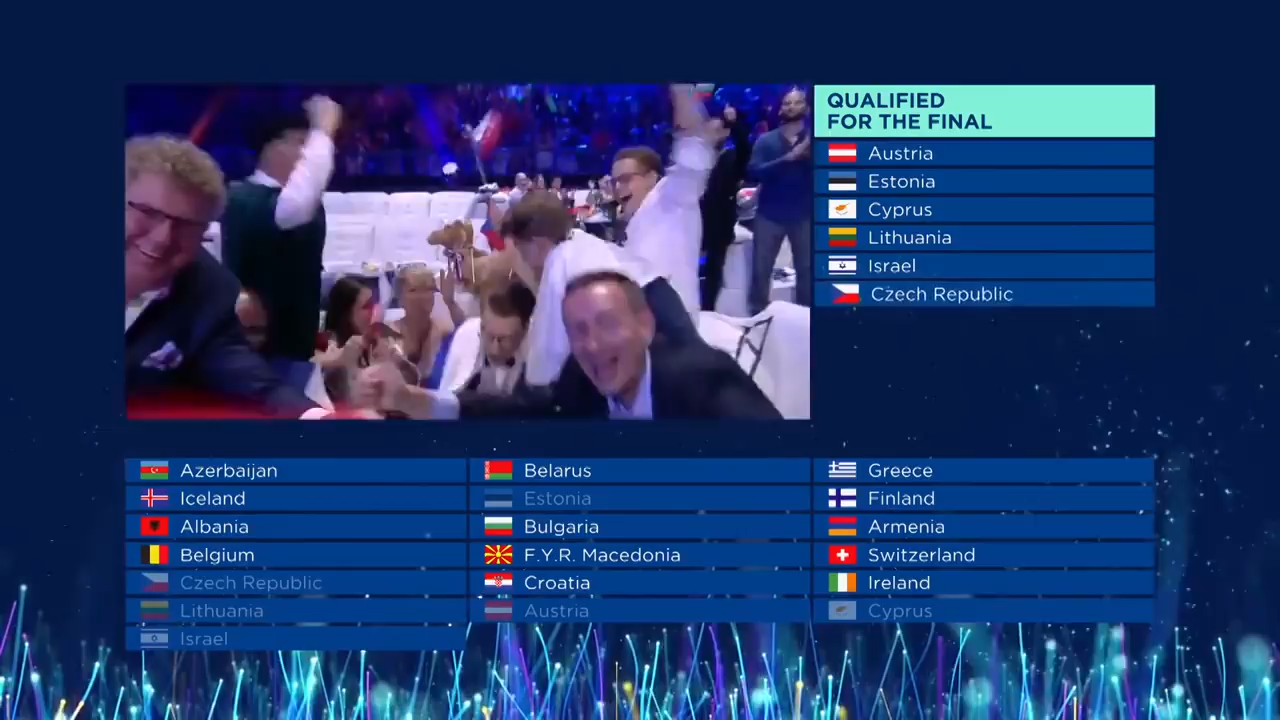 QUALIFIED
FOR THE FINAL
Austria
Estonia
Cyprus
Lithuania
Israel
Czech Republic
Azerbaijan
Iceland
Albania
Belgium
Czech Republic
Lithuania
Israel
Belarus
Estonia
Bulgaria
F.Y.R. Macedonia
Croatia
Austria
Greece
Finland
Armenia
Switzerland
Ireland
Cyprus